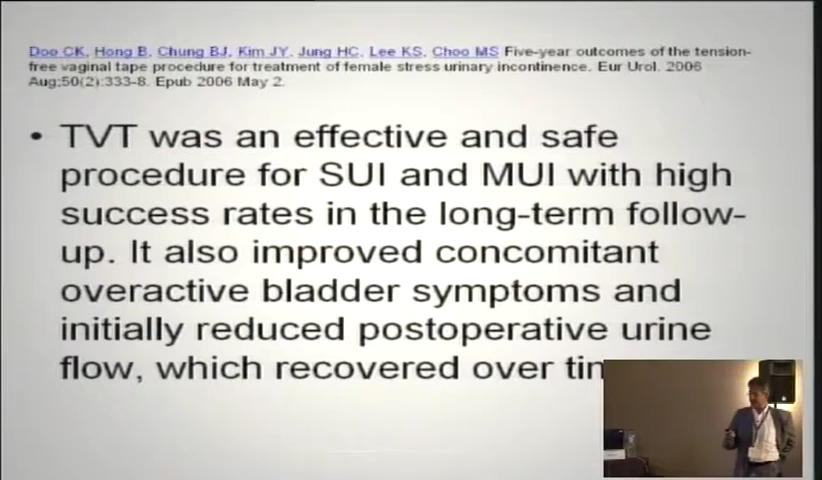 Doo CK, Hong B, Chung BJ, Kim JY, Jung HC, Lee KS, Choo MS Five-year outcomes of the tension-
free vaginal tape procedure for treatment of female stress urinary incontinence. Eur Urol. 2006
Aug;50(2):333-8. Epub 2006 May 2.
• TVT was an effective and safe
procedure for SUI and MUI with high
success rates in the long-term follow-
up. It also improved concomitant
overactive bladder symptoms and
initially reduced postoperative urine
flow, which recovered over